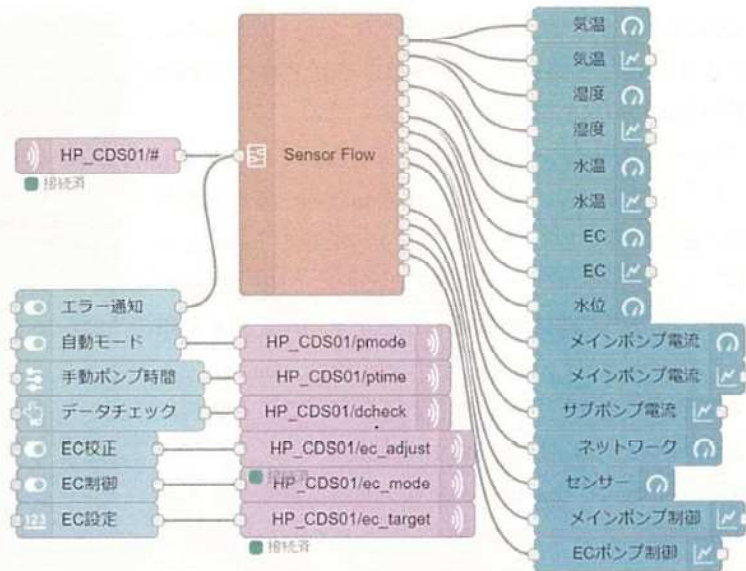 HP_CDS01/#
接続済
Sensor Flow
エラー通知
自動モード
手動ポンプ時間
データチェック
EC校正
EC制御
123
EC設定
HP_CDS01/pmode
HP_CDS01/ptime
HP_CDS01/dcheck
HP_CDS01/ec_adjust
接続済
HP_CDS01/ec_mode
HP_CDS01/ec_target
接続済
気温
気温
湿度
湿度
水温
水温
EC
EC
水位
メインポンプ電流
メインポンプ電流
サブポンプ電流
ネットワーク
センサー
メインポンプ制御
ECポンプ制御